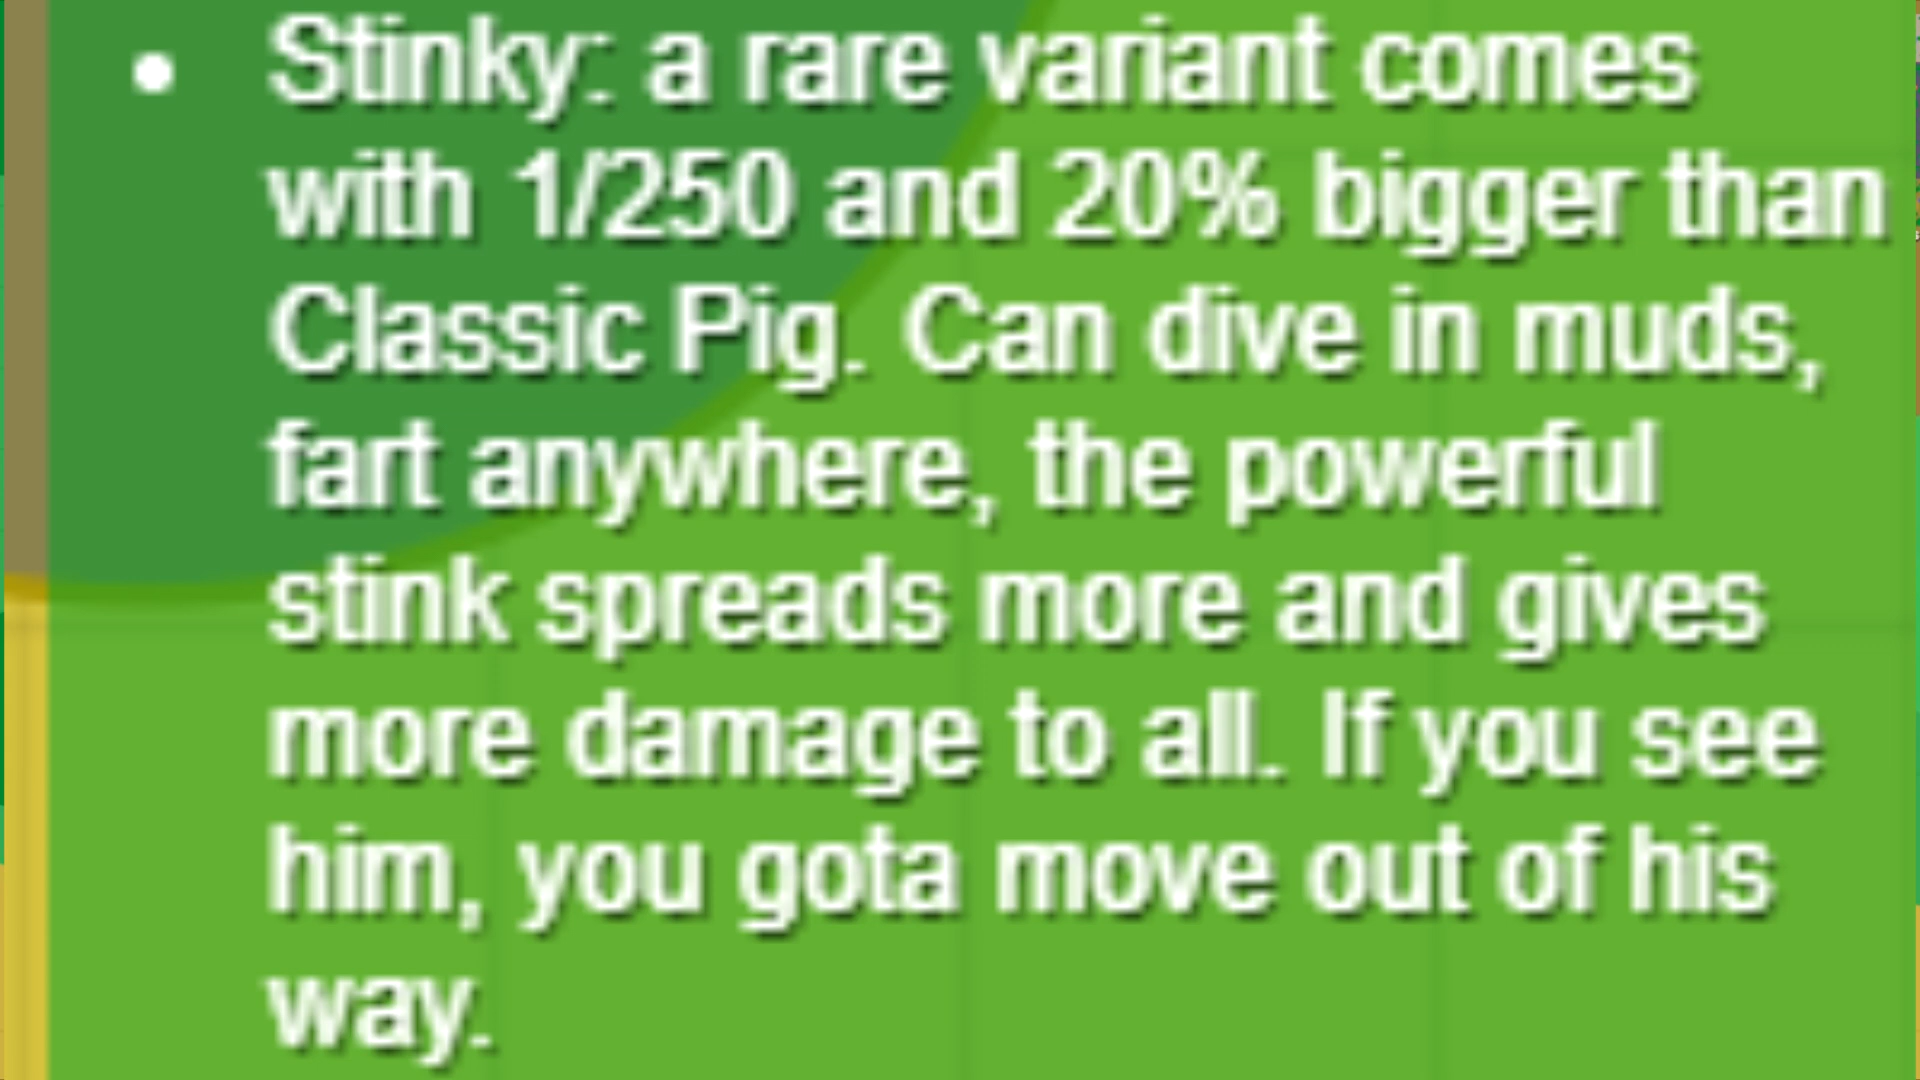 • Stinky: a rare variant comes
with 1/250 and 20% bigger than
Classic Pig. Can dive in muds,
fart anywhere, the powerful
stink spreads more and gives
more damage to all. If you see
him, you gota move out of his
way.